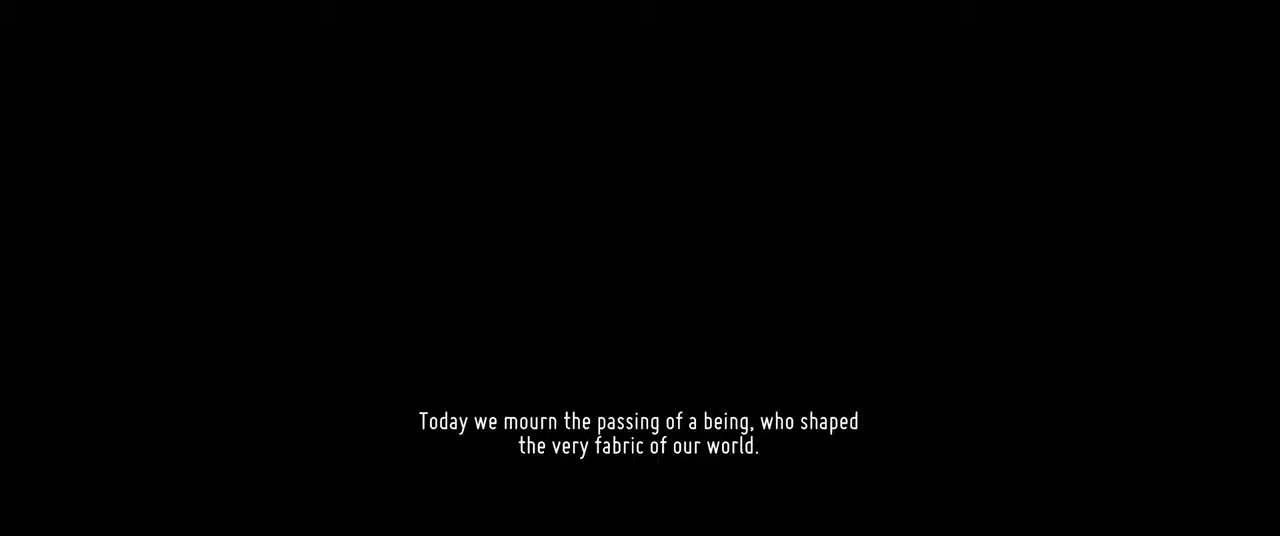 Today we mourn the passing of a being, who shaped
the very fabric of our world.